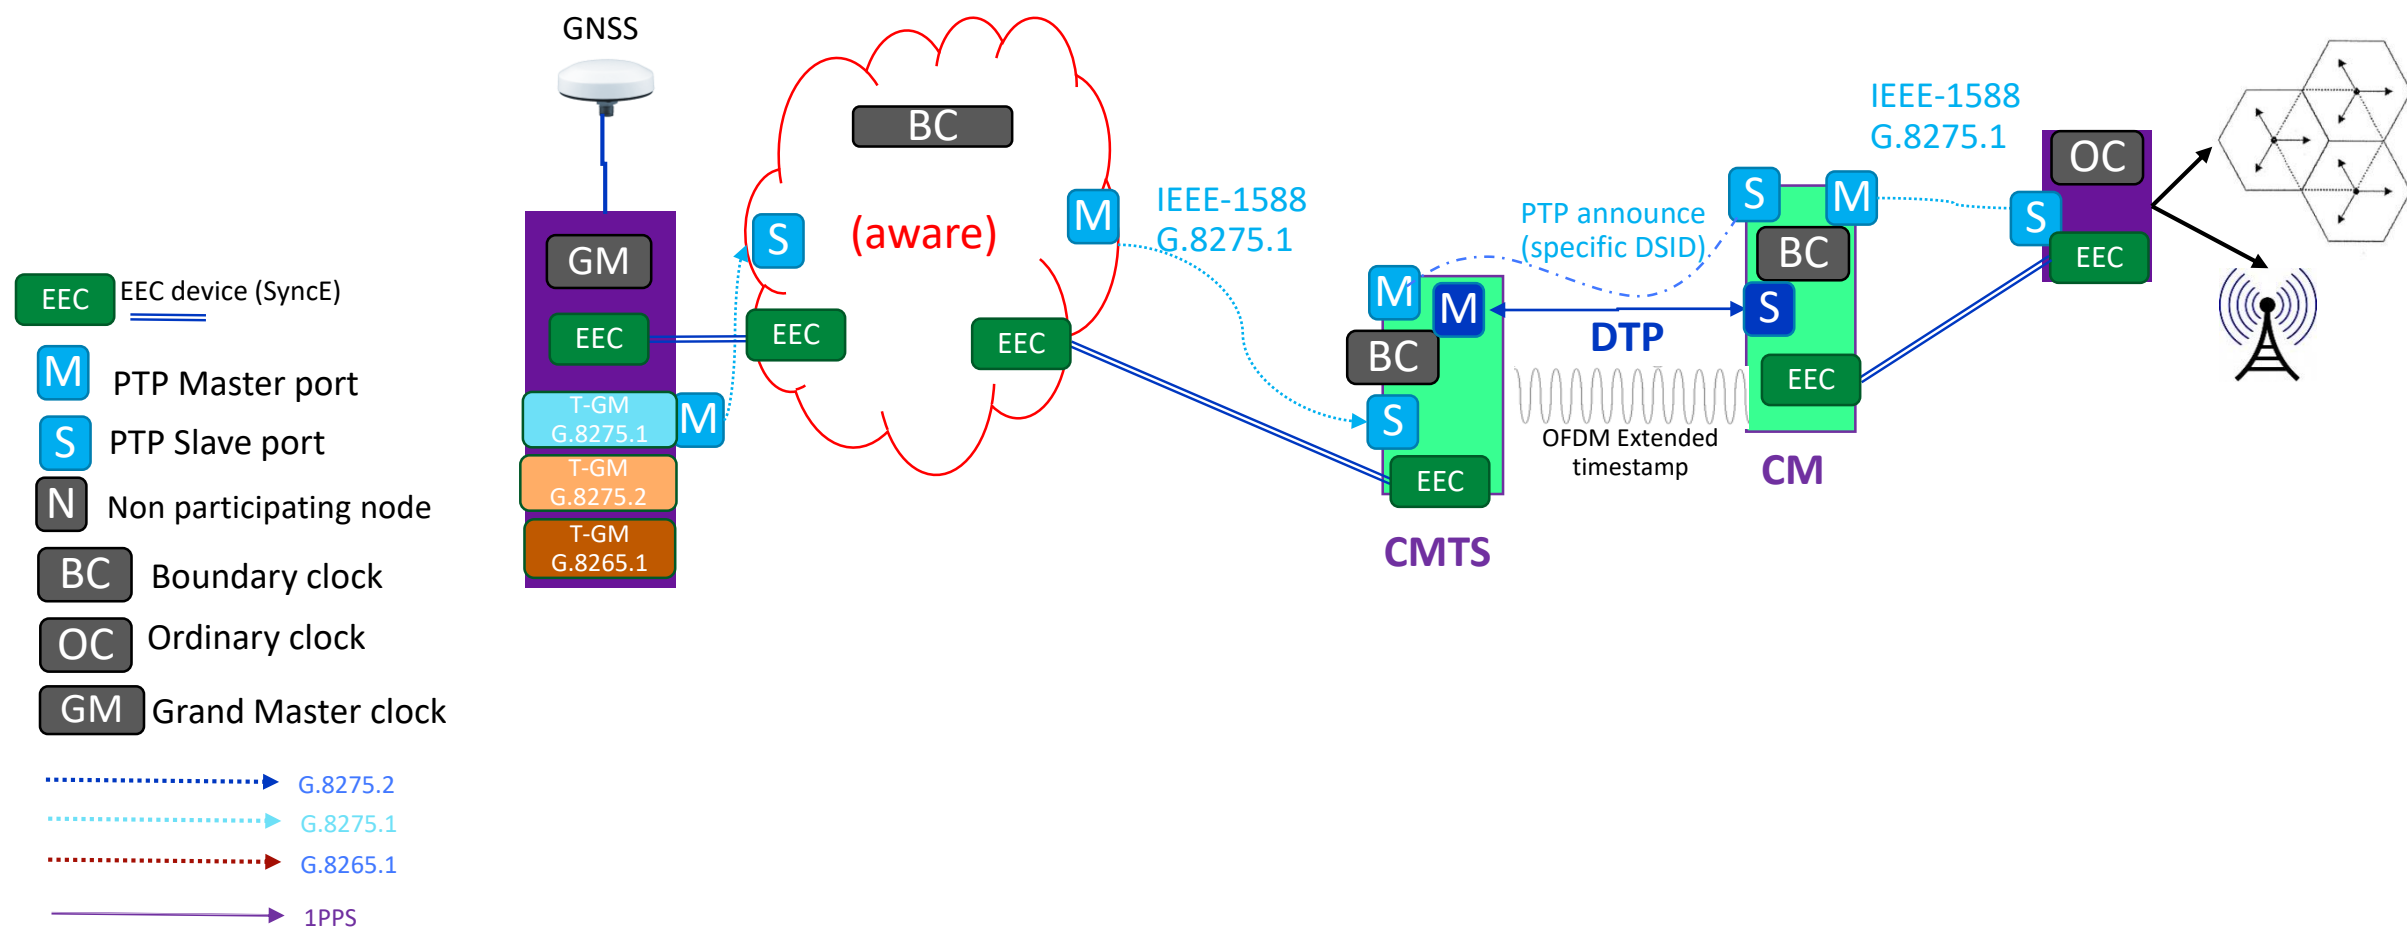 GNSS
BC
(aware)
S
M
EEC
EEC
GM
EEC
T-GM
G.8275.1
M
T-GM
G.8275.2
T-GM
G.8265.1
IEEE-1588
G.8275.1
M
M
BC
S
EEC
CMTS
PTP announce
(specific DSID)
DTP
OFDM Extended
timestamp
S
M
BC
S
EEC
CM
IEEE-1588
G.8275.1
OC
S
EEC
EEC
EEC device (SyncE)
M
PTP Master port
S
PTP Slave port
N
Non participating node
BC
Boundary clock
OC
Ordinary clock
GM
Grand Master clock
G.8275.2
G.8275.1
G.8265.1
1PPS